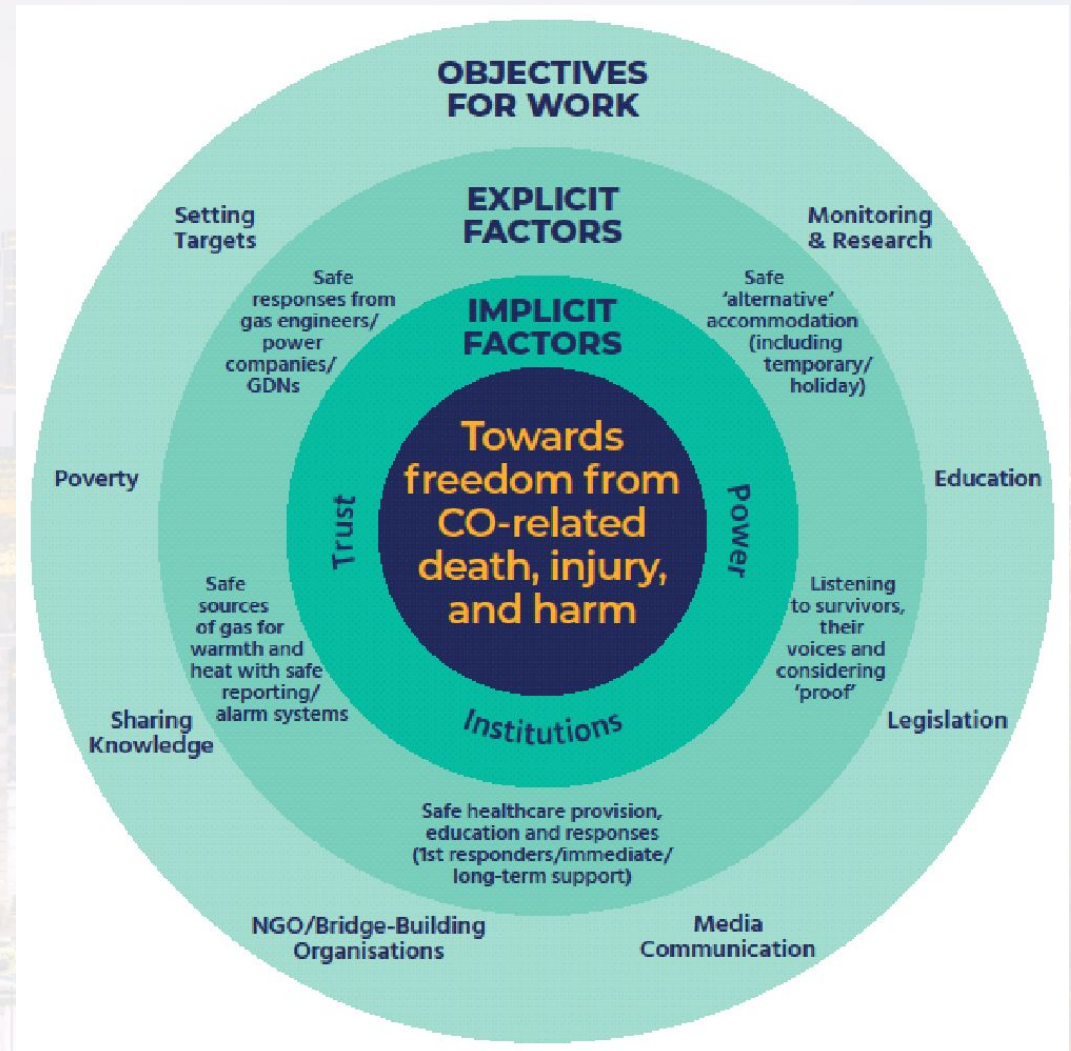 OBJECTIVES
FOR WORK
EXPLICIT
FACTORS
IMPLICIT
FACTORS
Towards
freedom from
CO-related
death, injury,
and harm
Trust
Power
Institutions
Safe
responses from
gas engineers/
power
companies/
GDNs
Safe
‘alternative’
accommodation
(including
temporary/
holiday)
Safe
sources
of gas for
warmth and
heat with safe
reporting/
alarm systems
Listening
to survivors,
their
voices and
considering
‘proof’
Safe healthcare provision,
education and responses
(1st responders/immediate/
long-term support)
Setting
Targets
Monitoring
& Research
Poverty
Education
Sharing
Knowledge
Legislation
NGO/Bridge-Building
Organisations
Media
Communication